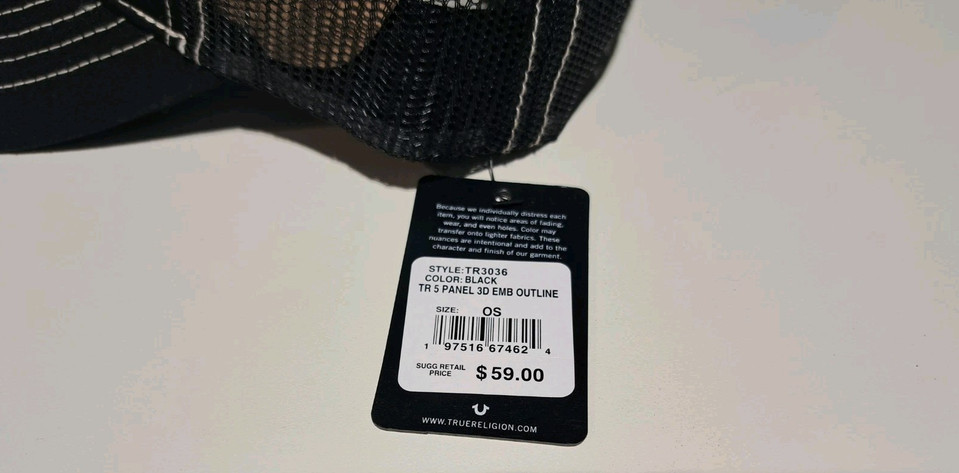 Because we individually distress each
item, you will notice areas of fading,
wear, and even holes. Color may
transfer onto lighter fabrics. These
nuances are intentional and add to the
character and finish of our garment.
STYLE:TR3036
COLOR: BLACK
TR 5 PANEL 3D EMB OUTLINE
SIZE: OS
1 97516 67462 4
SUGG RETAIL
PRICE $59.00
WWW.TRUERELIGION.COM